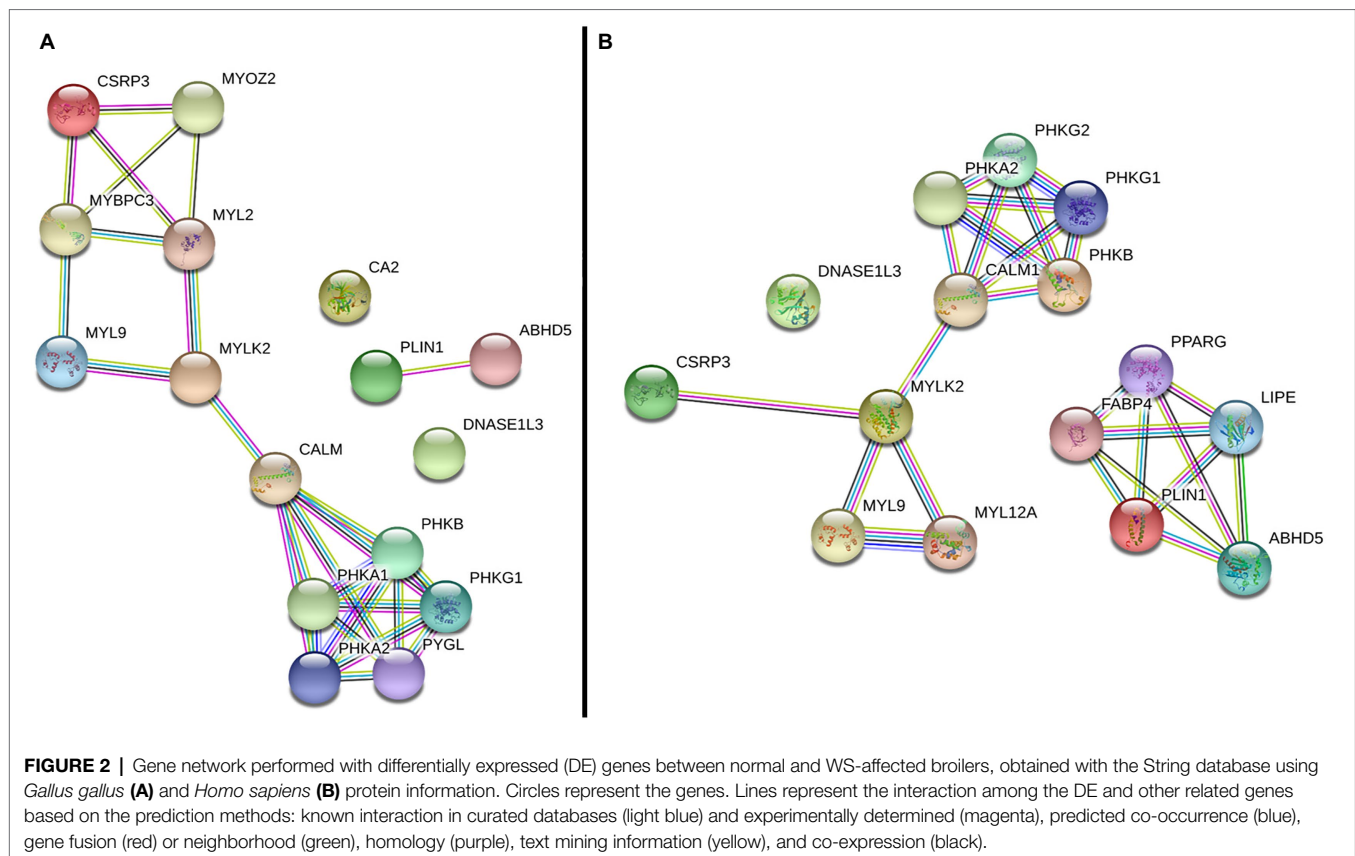 A
B
CSRP3
MYOZ2
MYBPC3
MYL2
MYL9
MYLK2
CA2
PLIN1
ABHD5
DNASE1L3
CALM
PHKB
PHKA1
PHKG1
PHKA2
PYGL
PHKG2
PHKA2
PHKG1
DNASE1L3
CALM1
PHKB
CSRP3
MYLK2
PPARG
FABP4
LIPE
PLIN1
MYL9
MYL12A
ABHD5
FIGURE 2 | Gene network performed with differentially expressed (DE) genes between normal and WS-affected broilers, obtained with the String database using
Gallus gallus (A) and Homo sapiens (B) protein information. Circles represent the genes. Lines represent the interaction among the DE and other related genes
based on the prediction methods: known interaction in curated databases (light blue) and experimentally determined (magenta), predicted co-occurrence (blue),
gene fusion (red) or neighborhood (green), homology (purple), text mining information (yellow), and co-expression (black).